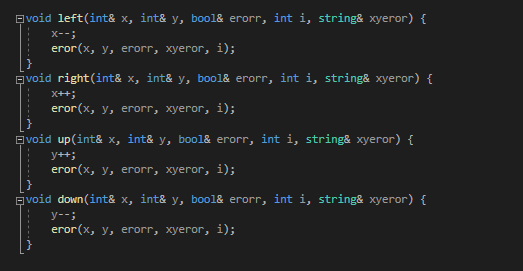 void left(int& x, int& y, bool& erorr, int i, string& xyeror) {
x--;
eror(x, y, erorr, xyeror, i);
}
void right(int& x, int& y, bool& erorr, int i, string& xyeror) {
x++;
eror(x, y, erorr, xyeror, i);
}
void up(int& x, int& y, bool& erorr, int i, string& xyeror) {
y++;
eror(x, y, erorr, xyeror, i);
}
void down(int& x, int& y, bool& erorr, int i, string& xyeror) {
y--;
eror(x, y, erorr, xyeror, i);
}